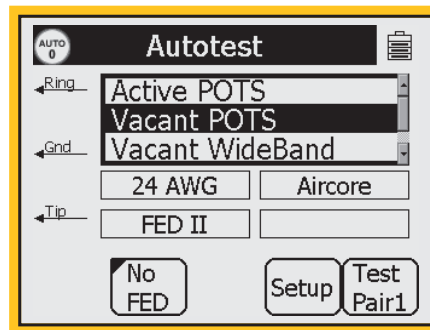 AUTO
0
Autotest
Ring
Active POTS
Vacant POTS
Gnd
Vacant WideBand
24 AWG
Aircore
Tip
FED II
No
FED
Setup
Test
Pair1